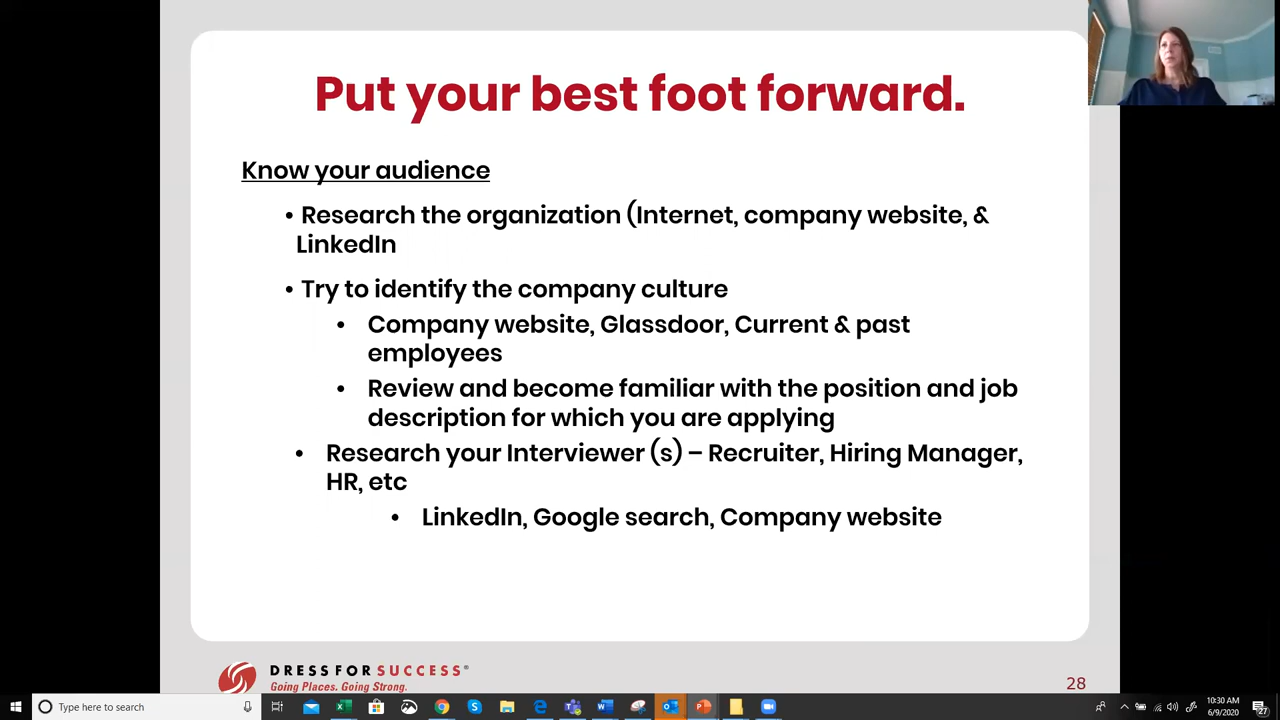 Put your best foot forward.
Know your audience
• Research the organization (Internet, company website, &
LinkedIn
• Try to identify the company culture
• Company website, Glassdoor, Current & past
employees
• Review and become familiar with the position and job
description for which you are applying
• Research your Interviewer (s) – Recruiter, Hiring Manager,
HR, etc
• LinkedIn, Google search, Company website
DRESS FOR SUCCESS®
Going Places. Going Strong.
28
Type here to search
10:30 AM
6/9/2020
27